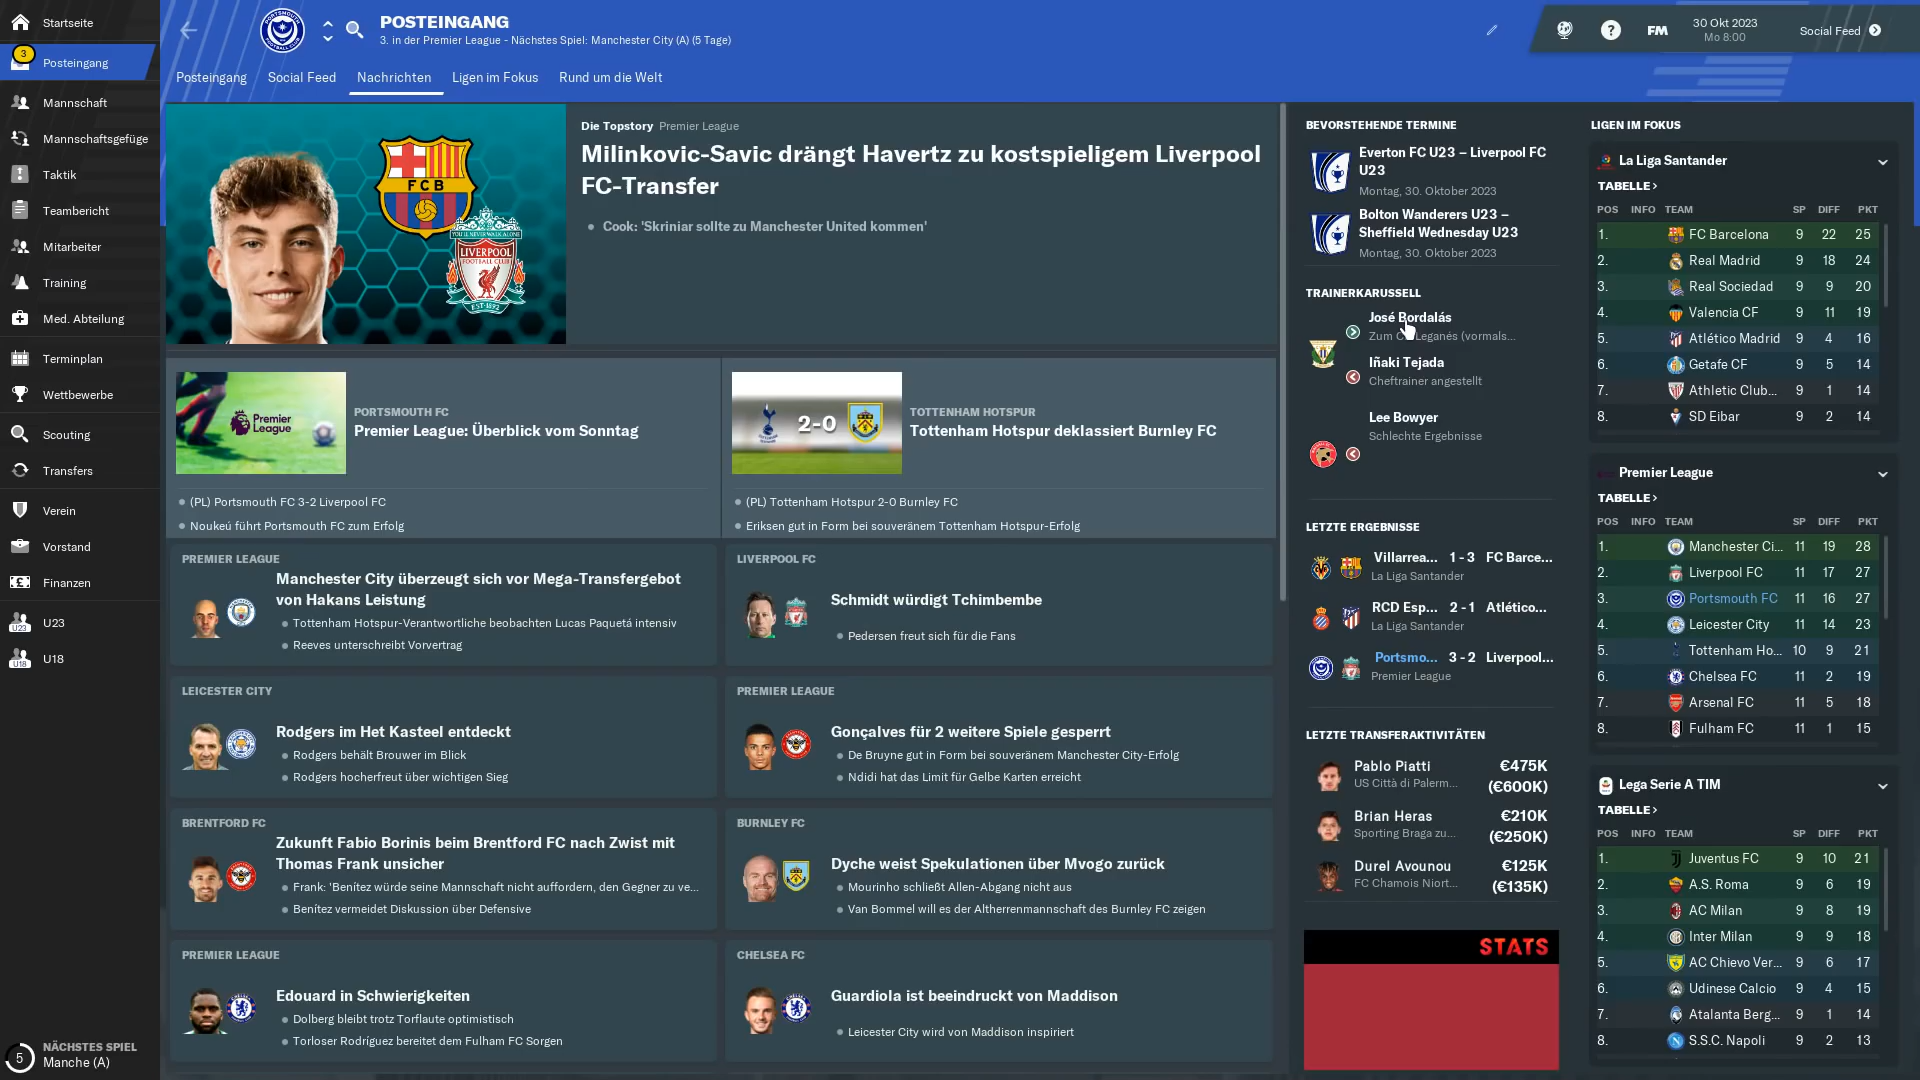 Startseite
3
Posteingang
Mannschaft
Mannschaftsgefüge
Taktik
Teambericht
Mitarbeiter
Training
Med. Abteilung
Terminplan
Wettbewerbe
Scouting
Transfers
Verein
Vorstand
Finanzen
U23
U18
5
NÄCHSTES SPIEL
Manche (A)
POSTEINGANG
3. in der Premier League - Nächstes Spiel: Manchester City (A) (5 Tage)
?
FM
30 Okt 2023
Mo 8:00
Social Feed
Posteingang
Social Feed
Nachrichten
Ligen im Fokus
Rund um die Welt
FCB
YOU'LL NEVER WALK ALONE
LIVERPOOL
FOOTBALL CLUB
EST·1892
Die Topstory Premier League
Milinkovic-Savic drängt Havertz zu kostspieligem Liverpool
FC-Transfer
Cook: 'Skriniar sollte zu Manchester United kommen'
Premier
League
PORTSMOUTH FC
Premier League: Überblick vom Sonntag
(PL) Portsmouth FC 3-2 Liverpool FC
Noukeú führt Portsmouth FC zum Erfolg
2-0
TOTTENHAM HOTSPUR
Tottenham Hotspur deklassiert Burnley FC
(PL) Tottenham Hotspur 2-0 Burnley FC
Eriksen gut in Form bei souveränem Tottenham Hotspur-Erfolg
PREMIER LEAGUE
Manchester City überzeugt sich vor Mega-Transfergebot
von Hakans Leistung
Tottenham Hotspur-Verantwortliche beobachten Lucas Paquetá intensiv
Reeves unterschreibt Vorvertrag
LIVERPOOL FC
Schmidt würdigt Tchimbembe
Pedersen freut sich für die Fans
LEICESTER CITY
Rodgers im Het Kasteel entdeckt
Rodgers behält Brouwer im Blick
Rodgers hocherfreut über wichtigen Sieg
PREMIER LEAGUE
Gonçalves für 2 weitere Spiele gesperrt
De Bruyne gut in Form bei souveränem Manchester City-Erfolg
Ndidi hat das Limit für Gelbe Karten erreicht
BRENTFORD FC
Zukunft Fabio Borinis beim Brentford FC nach Zwist mit
Thomas Frank unsicher
Frank: 'Benítez würde seine Mannschaft nicht auffordern, den Gegner zu ve...
Benítez vermeidet Diskussion über Defensive
BURNLEY FC
Dyche weist Spekulationen über Mvogo zurück
Mourinho schließt Allen-Abgang nicht aus
Van Bommel will es der Altherrenmannschaft des Burnley FC zeigen
PREMIER LEAGUE
Edouard in Schwierigkeiten
Dolberg bleibt trotz Torflaute optimistisch
Torloser Rodríguez bereitet dem Fulham FC Sorgen
CHELSEA FC
Guardiola ist beeindruckt von Maddison
Leicester City wird von Maddison inspiriert
BEVORSTEHENDE TERMINE
Everton FC U23 – Liverpool FC
U23
Montag, 30. Oktober 2023
Bolton Wanderers U23 –
Sheffield Wednesday U23
Montag, 30. Oktober 2023
TRAINERKARUSSELL
José Bordalás
Zum C Leganés (vormals...
Iñaki Tejada
Cheftrainer angestellt
Lee Bowyer
Schlechte Ergebnisse
LETZTE ERGEBNISSE
Villarrea... 1 - 3 FC Barce...
La Liga Santander
RCD Esp... 2 - 1 Atlético...
La Liga Santander
Portsmo... 3 - 2 Liverpool...
Premier League
LETZTE TRANSFERAKTIVITÄTEN
Pablo Piatti €475K
US Città di Palerm... (€600K)
Brian Heras €210K
Sporting Braga zu... (€250K)
Durel Avounou €125K
FC Chamois Niort... (€135K)
STATS
LIGEN IM FOKUS
La Liga Santander
TABELLE
POS INFO TEAM SP DIFF PKT
1. FC Barcelona 9 22 25
2. Real Madrid 9 18 24
3. Real Sociedad 9 9 20
4. Valencia CF 9 11 19
5. Atlético Madrid 9 4 16
6. Getafe CF 9 5 14
7. Athletic Club... 9 1 14
8. SD Eibar 9 2 14
Premier League
TABELLE
POS INFO TEAM SP DIFF PKT
1. Manchester Ci... 11 19 28
2. Liverpool FC 11 17 27
3. Portsmouth FC 11 16 27
4. Leicester City 11 14 23
5. Tottenham Ho... 10 9 21
6. Chelsea FC 11 2 19
7. Arsenal FC 11 5 18
8. Fulham FC 11 1 15
Lega Serie A TIM
TABELLE
POS INFO TEAM SP DIFF PKT
1. Juventus FC 9 10 21
2. A.S. Roma 9 6 19
3. AC Milan 9 8 19
4. Inter Milan 9 9 18
5. AC Chievo Ver... 9 6 17
6. Udinese Calcio 9 4 15
7. Atalanta Berg... 9 1 14
8. S.S.C. Napoli 9 2 13